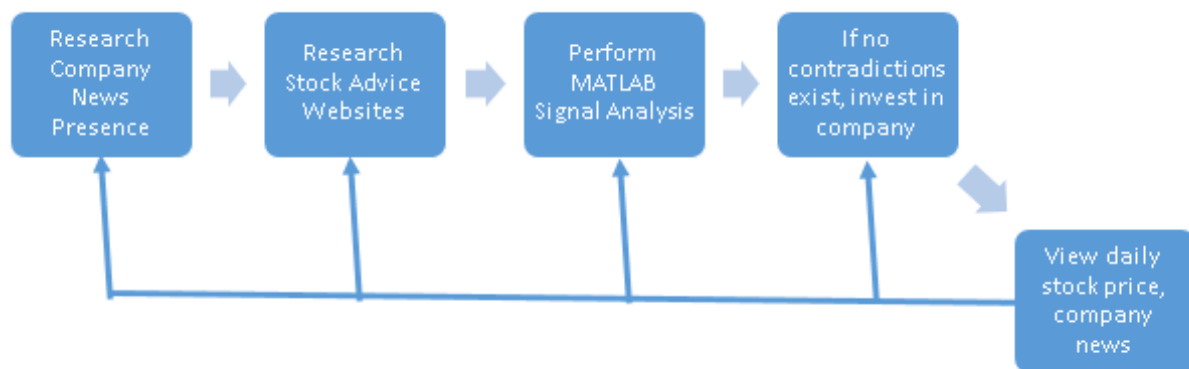 Research
Company
News
Presence
Research
Stock Advice
Websites
Perform
MATLAB
Signal Analysis
If no
contradictions
exist, invest in
company
View daily
stock price,
company
news